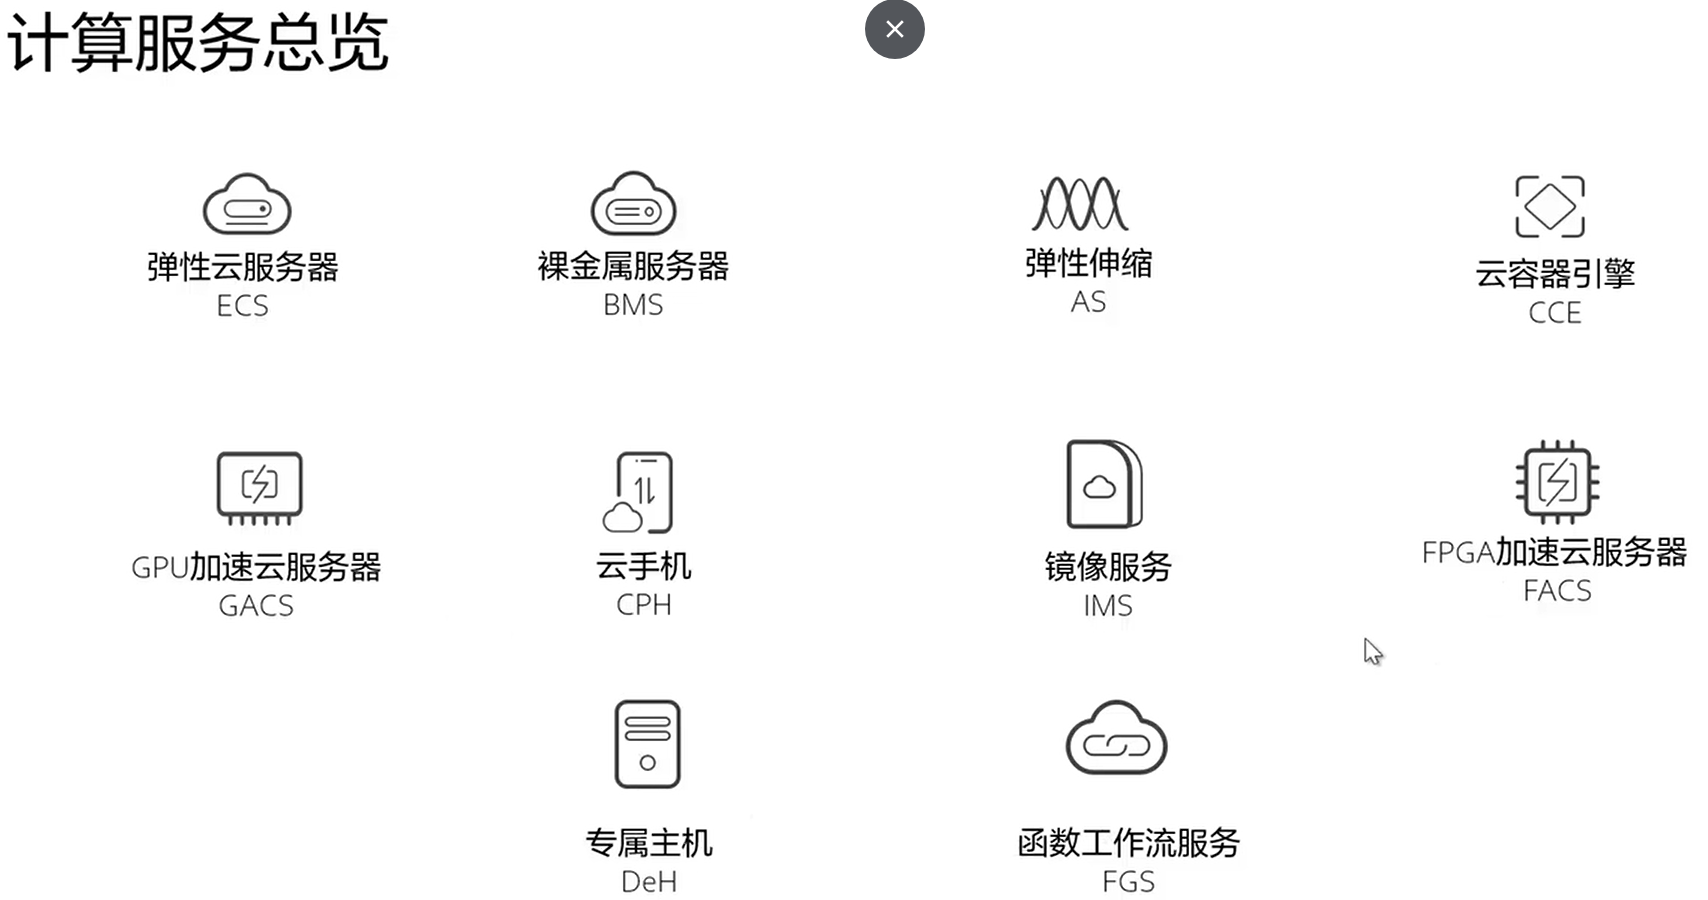 计算服务总览
弹性云服务器
ECS
裸金属服务器
BMS
弹性伸缩
AS
云容器引擎
CCE
GPU加速云服务器
GACS
云手机
CPH
镜像服务
IMS
FPGA加速云服务器
FACS
专属主机
DeH
函数工作流服务
FGS